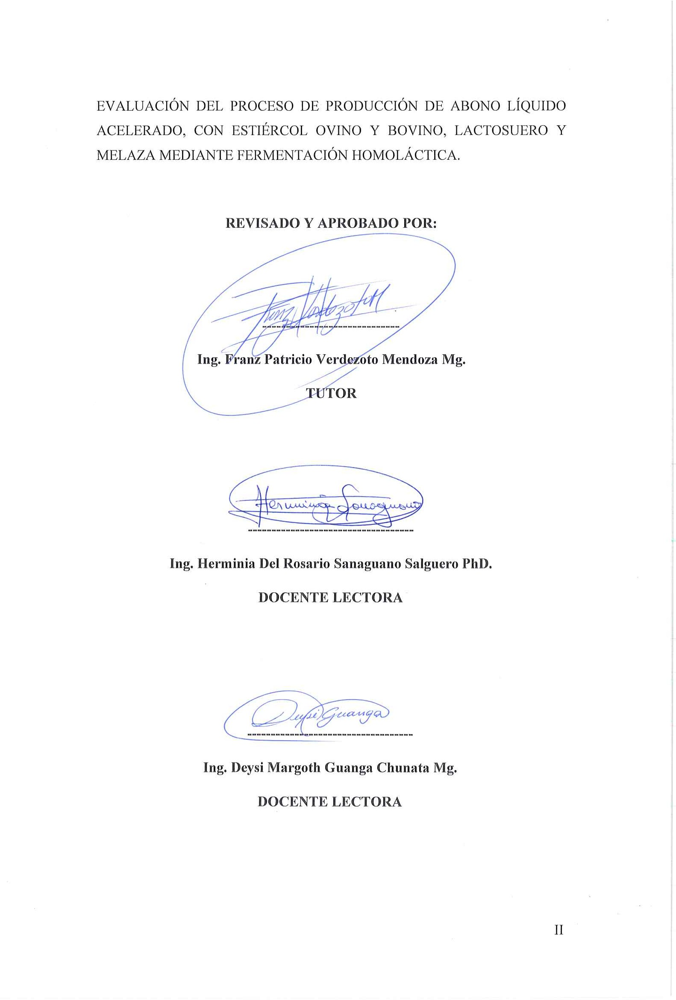 EVALUACIÓN DEL PROCESO DE PRODUCCIÓN DE ABONO LÍQUIDO
ACELERADO, CON ESTIÉRCOL OVINO Y BOVINO, LACTOSUERO Y
MELAZA MEDIANTE FERMENTACIÓN HOMOLÁCTICA.
REVISADO Y APROBADO POR:
Franz Verdezoto M
Ing. Franz Patricio Verdezoto Mendoza Mg.
TUTOR
Herminia Sanaguano
Ing. Herminia Del Rosario Sanaguano Salguero PhD.
DOCENTE LECTORA
Deysi Guanga
Ing. Deysi Margoth Guanga Chunata Mg.
DOCENTE LECTORA
II